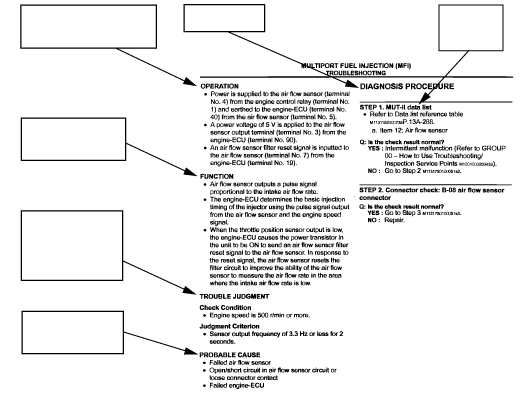 MULTIPORT FUEL INJECTION (MFI)
TROUBLESHOOTING
OPERATION
• Power is supplied to the air flow sensor (terminal
No. 4) from the engine control relay (terminal No.
1) and earthed to the engine-ECU (terminal No.
40) from the air flow sensor (terminal No. 5).
• A power voltage of 5 V is applied to the air flow
sensor output terminal (terminal No. 3) from the
engine-ECU (terminal No. 90).
• An air flow sensor filter reset signal is inputted to
the air flow sensor (terminal No. 7) from the
engine-ECU (terminal No. 19).
FUNCTION
• Air flow sensor outputs a pulse signal
proportional to the intake air flow rate.
• The engine-ECU determines the basic injection
timing of the injector using the pulse signal output
from the air flow sensor and the engine speed
signal.
• When the throttle position sensor output is low,
the engine-ECU causes the power transistor in
the unit to be ON to send an air flow sensor filter
reset signal to the air flow sensor. In response to
the reset signal, the air flow sensor resets the
filter circuit to improve the ability of the air flow
sensor to measure the air flow rate in the area
where the intake air flow rate is low.
TROUBLE JUDGMENT
Check Condition
• Engine speed is 500 r/min or more.
Judgment Criterion
• Sensor output frequency of 3.3 Hz or less for 2
seconds.
PROBABLE CAUSE
• Failed air flow sensor
• Open/short circuit in air flow sensor circuit or
loose connector contact
• Failed engine-ECU
DIAGNOSIS PROCEDURE
STEP 1. MUT-II data list
• Refer to Data list reference table
P.13A-268.
a. Item 12: Air flow sensor
Q: Is the check result normal?
YES : Intermittent malfunction (Refer to GROUP
00 – How to Use Troubleshooting/
Inspection Service Points
NO : Go to Step 2
STEP 2. Connector check: B-08 air flow sensor
connector
Q: Is the check result normal?
YES : Go to Step 3
NO : Repair.